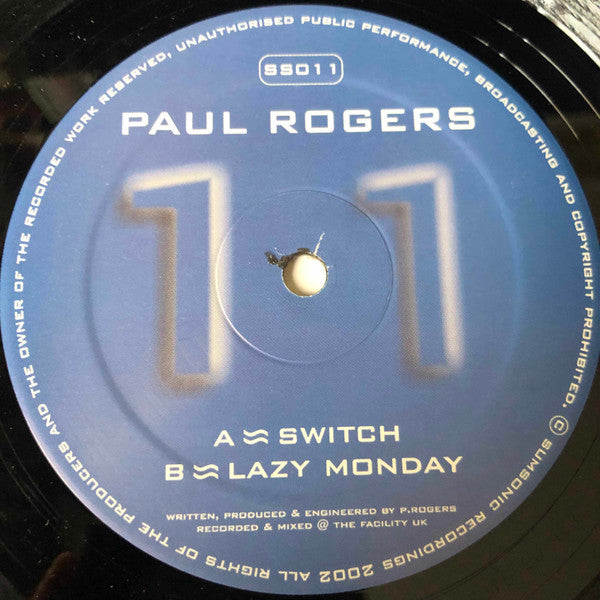 SS011
PAUL ROGERS
11
A ≈ SWITCH
B ≈ LAZY MONDAY
WRITTEN, PRODUCED & ENGINEERED BY P.ROGERS
RECORDED & MIXED @ THE FACILITY UK
© SUMSONIC RECORDINGS 2002 ALL RIGHTS OF THE PRODUCERS AND THE OWNER OF THE RECORDED WORK RESERVED, UNAUTHORISED PUBLIC PERFORMANCE, BROADCASTING AND COPYRIGHT PROHIBITED.